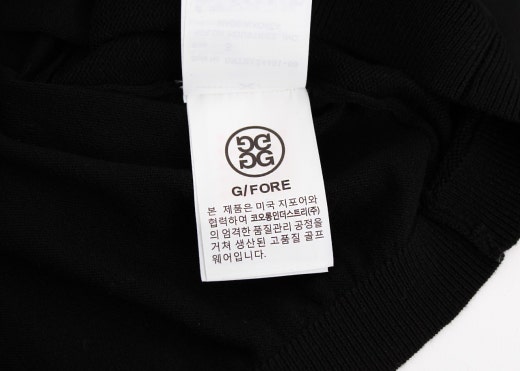 G/FORE
본 제품은 미국 지포어와
협력하여 코오롱인더스트리(주)
의 엄격한 품질관리 공정을
거쳐 생산된 고품질 골프
웨어입니다.